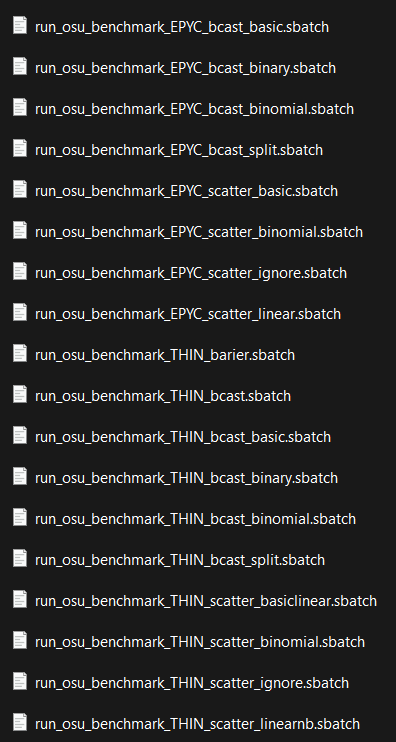 run_osu_benchmark_EPYC_bcast_basic.sbatch
run_osu_benchmark_EPYC_bcast_binary.sbatch
run_osu_benchmark_EPYC_bcast_binomial.sbatch
run_osu_benchmark_EPYC_bcast_split.sbatch
run_osu_benchmark_EPYC_scatter_basic.sbatch
run_osu_benchmark_EPYC_scatter_binomial.sbatch
run_osu_benchmark_EPYC_scatter_ignore.sbatch
run_osu_benchmark_EPYC_scatter_linear.sbatch
run_osu_benchmark_THIN_barier.sbatch
run_osu_benchmark_THIN_bcast.sbatch
run_osu_benchmark_THIN_bcast_basic.sbatch
run_osu_benchmark_THIN_bcast_binary.sbatch
run_osu_benchmark_THIN_bcast_binomial.sbatch
run_osu_benchmark_THIN_bcast_split.sbatch
run_osu_benchmark_THIN_scatter_basiclinear.sbatch
run_osu_benchmark_THIN_scatter_binomial.sbatch
run_osu_benchmark_THIN_scatter_ignore.sbatch
run_osu_benchmark_THIN_scatter_linearnb.sbatch